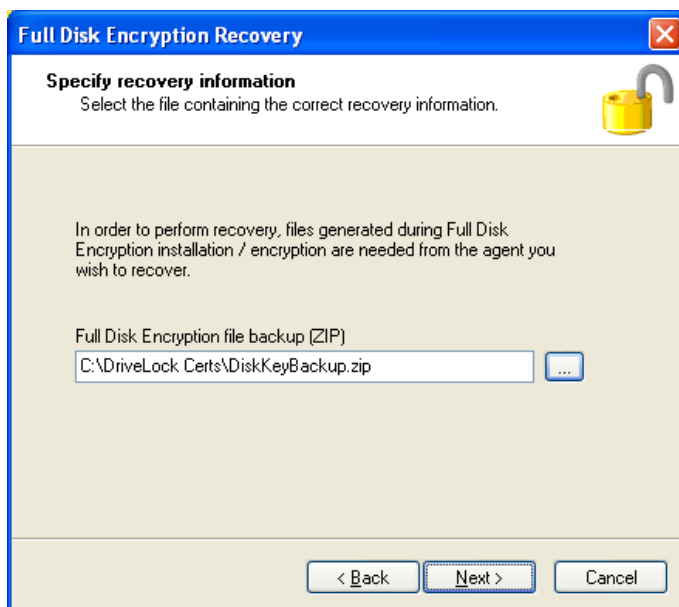 Full Disk Encryption Recovery
Specify recovery information
Select the file containing the correct recovery information.
In order to perform recovery, files generated during Full Disk
Encryption installation / encryption are needed from the agent you
wish to recover.
Full Disk Encryption file backup (ZIP)
C:\DriveLock Certs\DiskKeyBackup.zip
...
< Back
Next >
Cancel